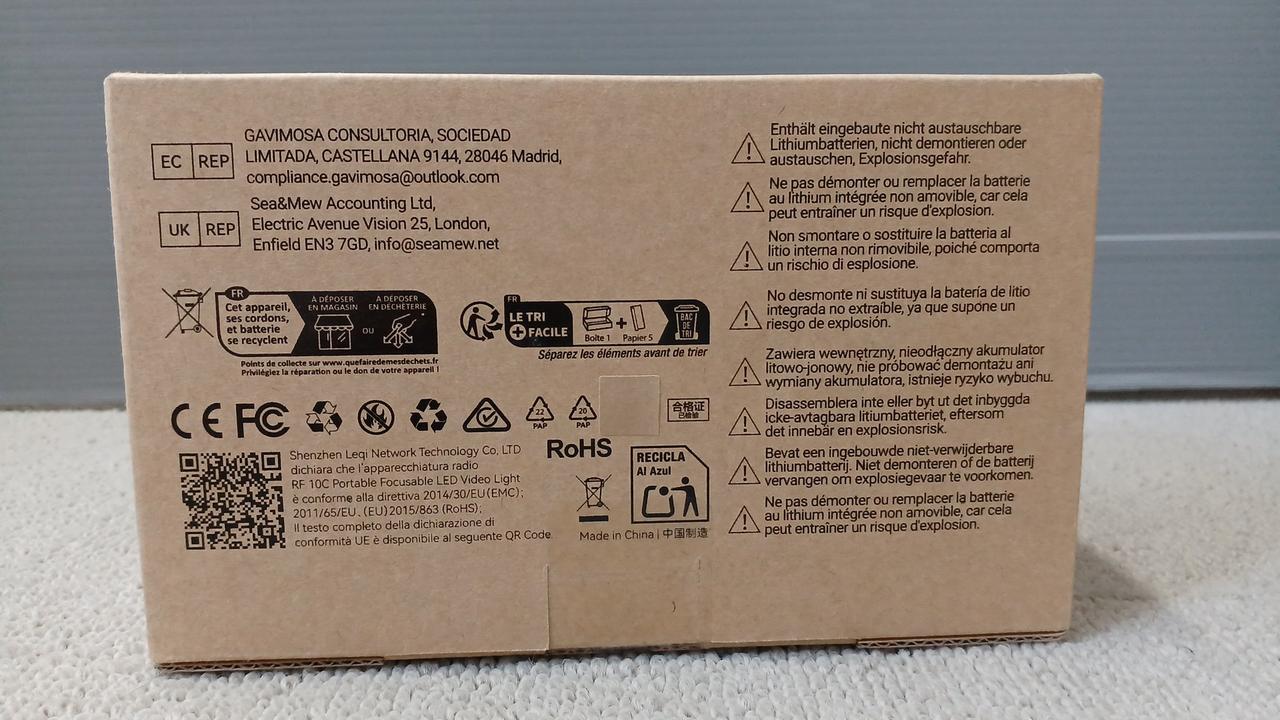 GAVIMOSA CONSULTORIA, SOCIEDAD
LIMITADA, CASTELLANA 9144, 28046 Madrid,
compliance.gavimosa@outlook.com
EC REP
Sea&Mew Accounting Ltd,
Electric Avenue Vision 25, London,
Enfield EN3 7GD, info@seamew.net
UK REP
FR
Cet appareil,
ses cordons,
et batterie
se recyclent
À DÉPOSER
EN MAGASIN
OU
À DÉPOSER
EN DÉCHÈTERIE
Points de collecte sur www.quefairedemesdechets.fr
Privilégiez la réparation ou le don de votre appareil !
FR
LE TRI
+ FACILE
Boîte 1
+
Papier 5
BAC
DE
TRI
Séparez les éléments avant de trier
CE FC
22
PAP
20
PAP
合格证
已检验
Shenzhen Leqi Network Technology Co, LTD
dichiara che l'apparecchiatura radio
RF 10C Portable Focusable LED Video Light
è conforme alla direttiva 2014/30/EU(EMC);
2011/65/EU、(EU)2015/863 (RoHS);
Il testo completo della dichiarazione di
conformità UE è disponibile al seguente QR Code.
RoHS
RECICLA
Al Azul
Made in China | 中国制造
Enthält eingebaute nicht austauschbare
Lithiumbatterien, nicht demontieren oder
austauschen, Explosionsgefahr.
Ne pas démonter ou remplacer la batterie
au lithium intégrée non amovible, car cela
peut entraîner un risque d'explosion.
Non smontare o sostituire la batteria al
litio interna non rimovibile, poiché comporta
un rischio di esplosione.
No desmonte ni sustituya la batería de litio
integrada no extraíble, ya que supone un
riesgo de explosión.
Zawiera wewnętrzny, nieodłączny akumulator
litowo-jonowy, nie próbować demontażu ani
wymiany akumulatora, istnieje ryzyko wybuchu.
Disassemblera inte eller byt ut det inbyggda
icke-avtagbara litiumbatteriet, eftersom
det innebär en explosionsrisk.
Bevat een ingebouwde niet-verwijderbare
lithiumbatterij. Niet demonteren of de batterij
vervangen om explosiegevaar te voorkomen.
Ne pas démonter ou remplacer la batterie
au lithium intégrée non amovible, car cela
peut entraîner un risque d'explosion.